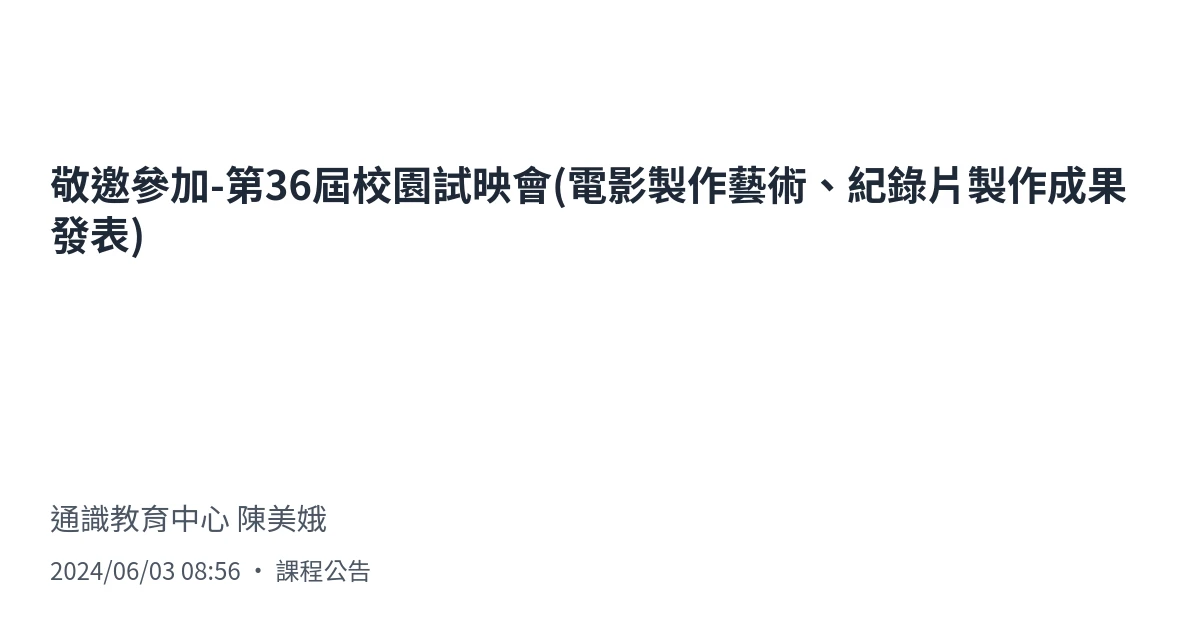 敬邀參加-第36屆校園試映會(電影製作藝術、紀錄片製作成果
發表)
通識教育中心 陳美娥
2024/06/03 08:56 • 課程公告